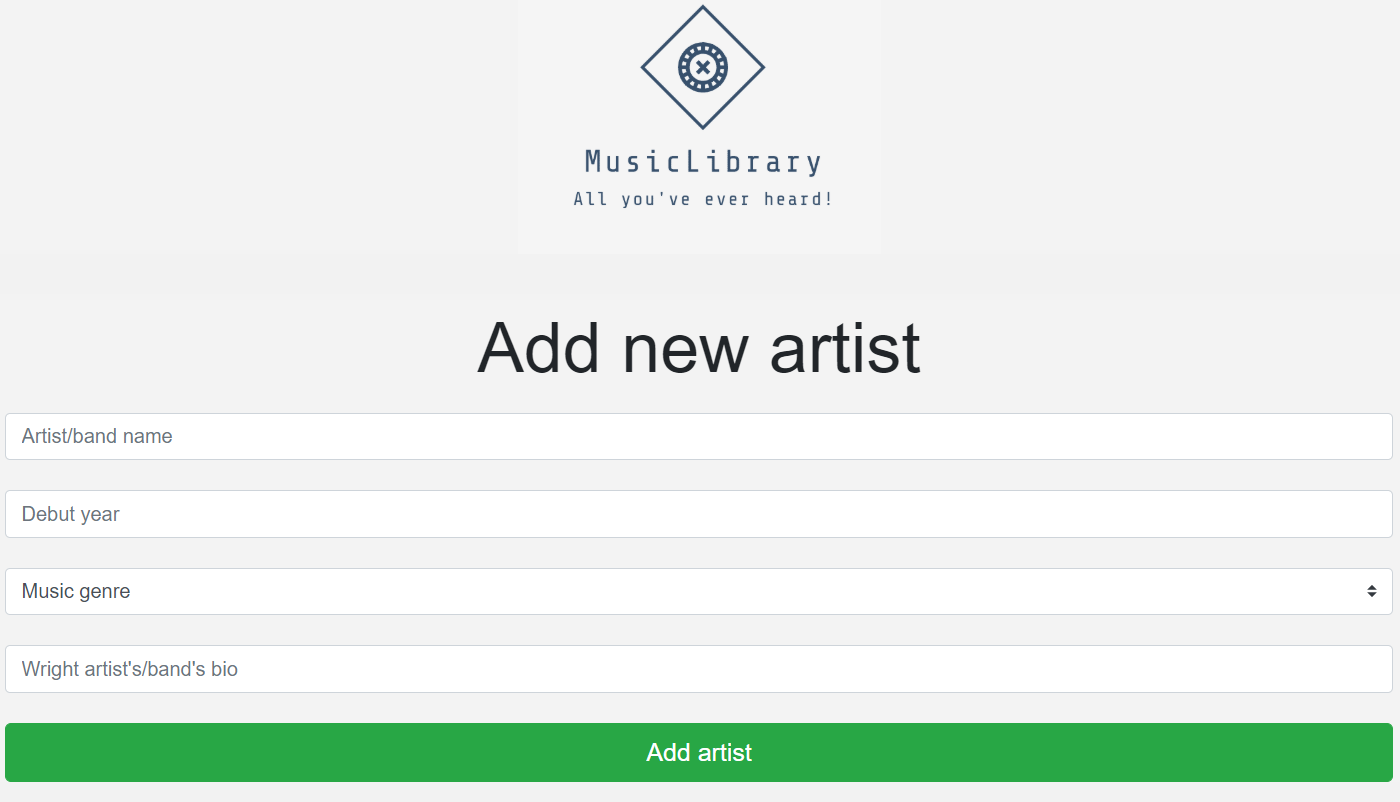 MusicLibrary
All you've ever heard!
Add new artist
Artist/band name
Debut year
Music genre
Wright artist's/band's bio
Add artist